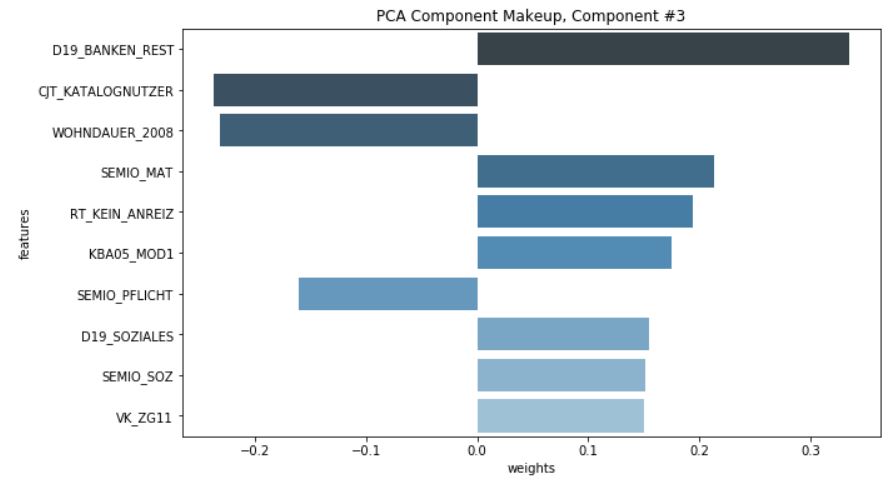 PCA Component Makeup, Component #3
D19_BANKEN_REST
CJT_KATALOGNUTZER
WOHNDAUER_2008
SEMIO_MAT
RT_KEIN_ANREIZ
KBA05_MOD1
SEMIO_PFLICHT
D19_SOZIALES
SEMIO_SOZ
VK_ZG11
features
−0.2 −0.1 0.0 0.1 0.2 0.3
weights